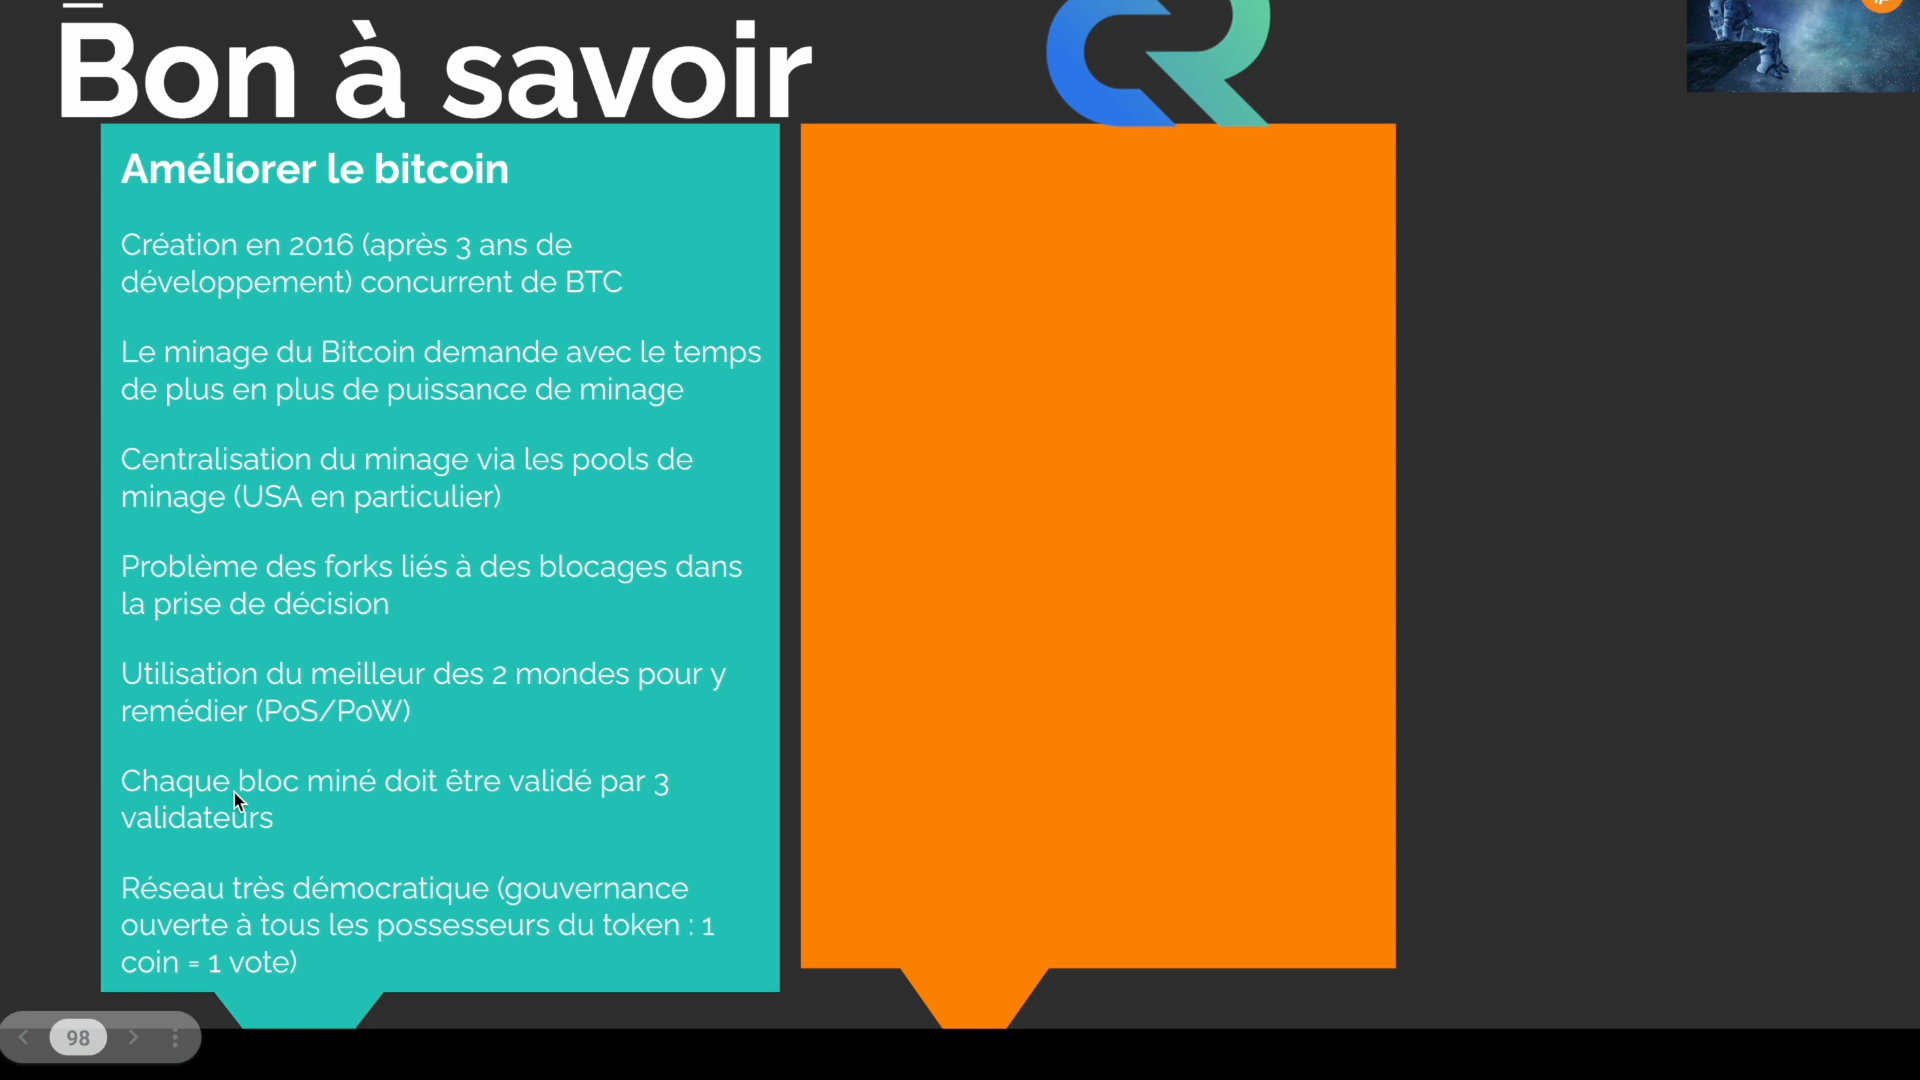 Bon à savoir
Améliorer le bitcoin
Création en 2016 (après 3 ans de
développement) concurrent de BTC
Le minage du Bitcoin demande avec le temps
de plus en plus de puissance de minage
Centralisation du minage via les pools de
minage (USA en particulier)
Problème des forks liés à des blocages dans
la prise de décision
Utilisation du meilleur des 2 mondes pour y
remédier (PoS/PoW)
Chaque bloc miné doit être validé par 3
validateurs
Réseau très démocratique (gouvernance
ouverte à tous les possesseurs du token : 1
coin = 1 vote)
98